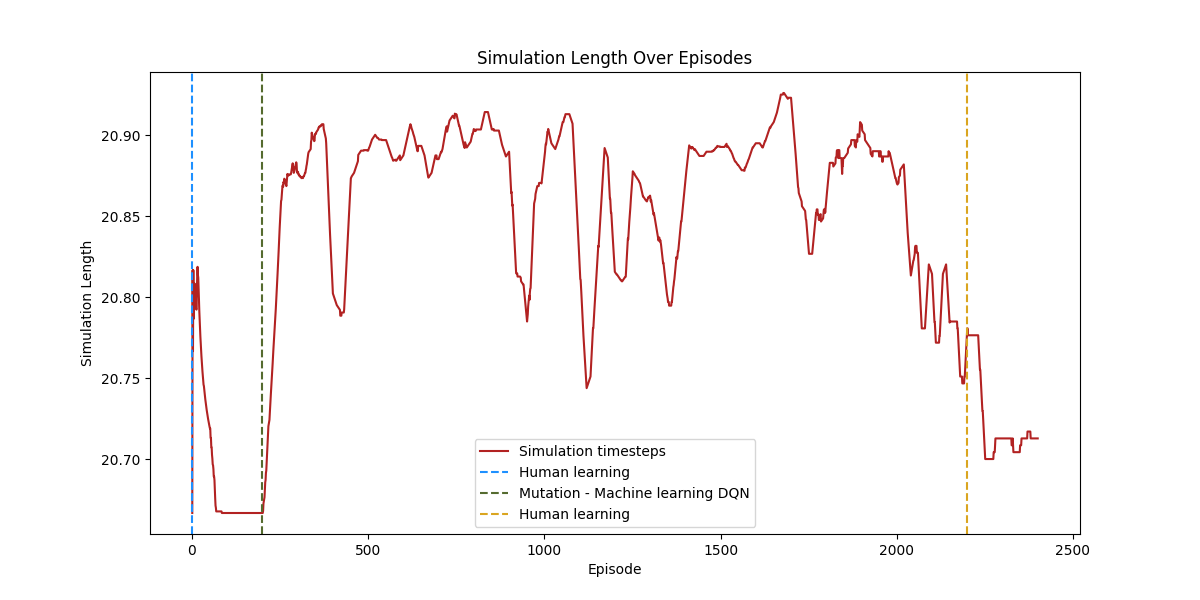 Simulation Length Over Episodes
Simulation Length
20.90
20.85
20.80
20.75
20.70
Simulation timesteps
Human learning
Mutation - Machine learning DQN
Human learning
0 500 1000 1500 2000 2500
Episode